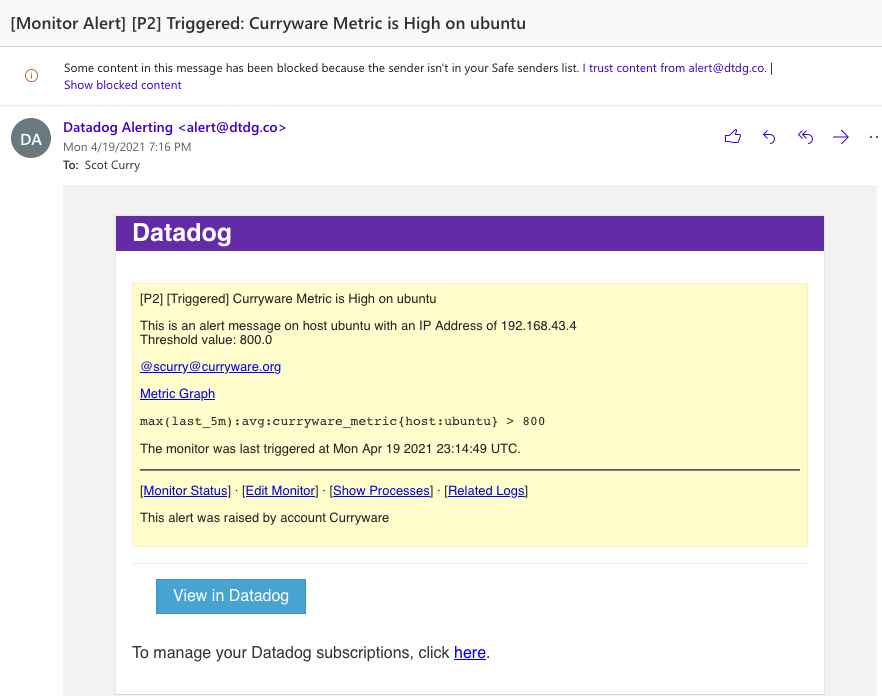 [Monitor Alert] [P2] Triggered: Curryware Metric is High on ubuntu
Some content in this message has been blocked because the sender isn't in your Safe senders list. I trust content from alert@dtdg.co. |
Show blocked content
DA
Datadog Alerting <alert@dtdg.co>
Mon 4/19/2021 7:16 PM
To: Scot Curry
Datadog
[P2] [Triggered] Curryware Metric is High on ubuntu
This is an alert message on host ubuntu with an IP Address of 192.168.43.4
Threshold value: 800.0
@scurry@curryware.org
Metric Graph
max(last_5m):avg:curryware_metric{host:ubuntu} > 800
The monitor was last triggered at Mon Apr 19 2021 23:14:49 UTC.
[Monitor Status] · [Edit Monitor] · [Show Processes] · [Related Logs]
This alert was raised by account Curryware
View in Datadog
To manage your Datadog subscriptions, click here.